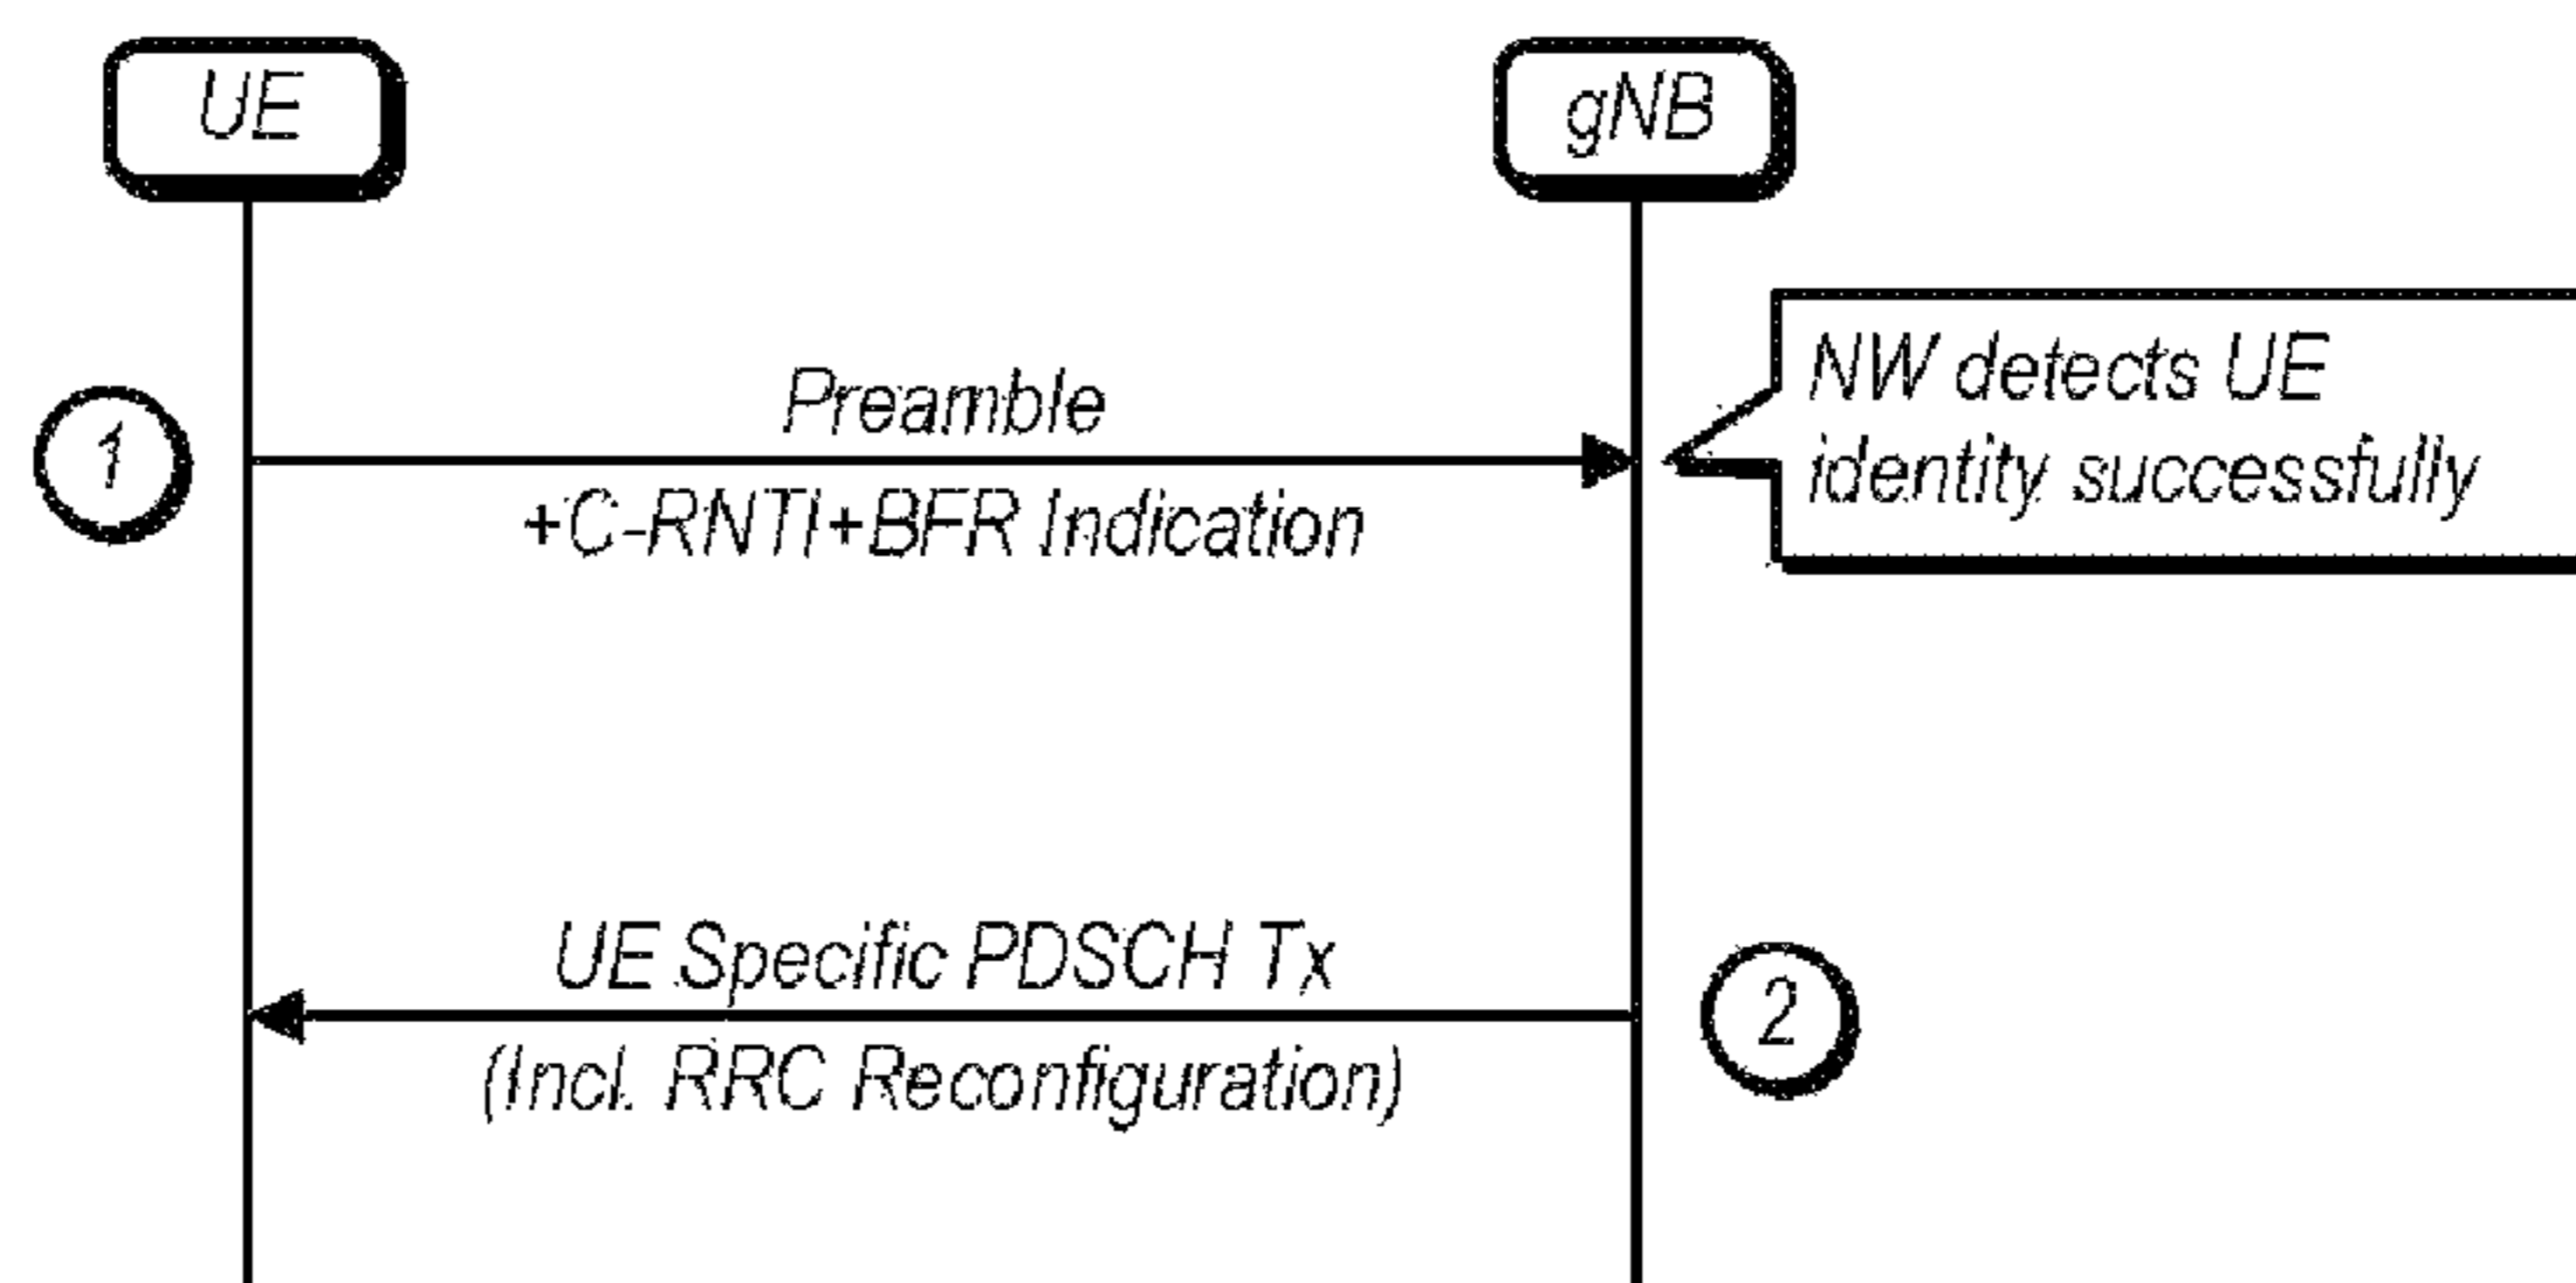 UE
gNB
NW detects UE
identity successfully
1
Preamble
+C-RNTI+BFR Indication
UE Specific PDSCH Tx
2
(Incl. RRC Reconfiguration)